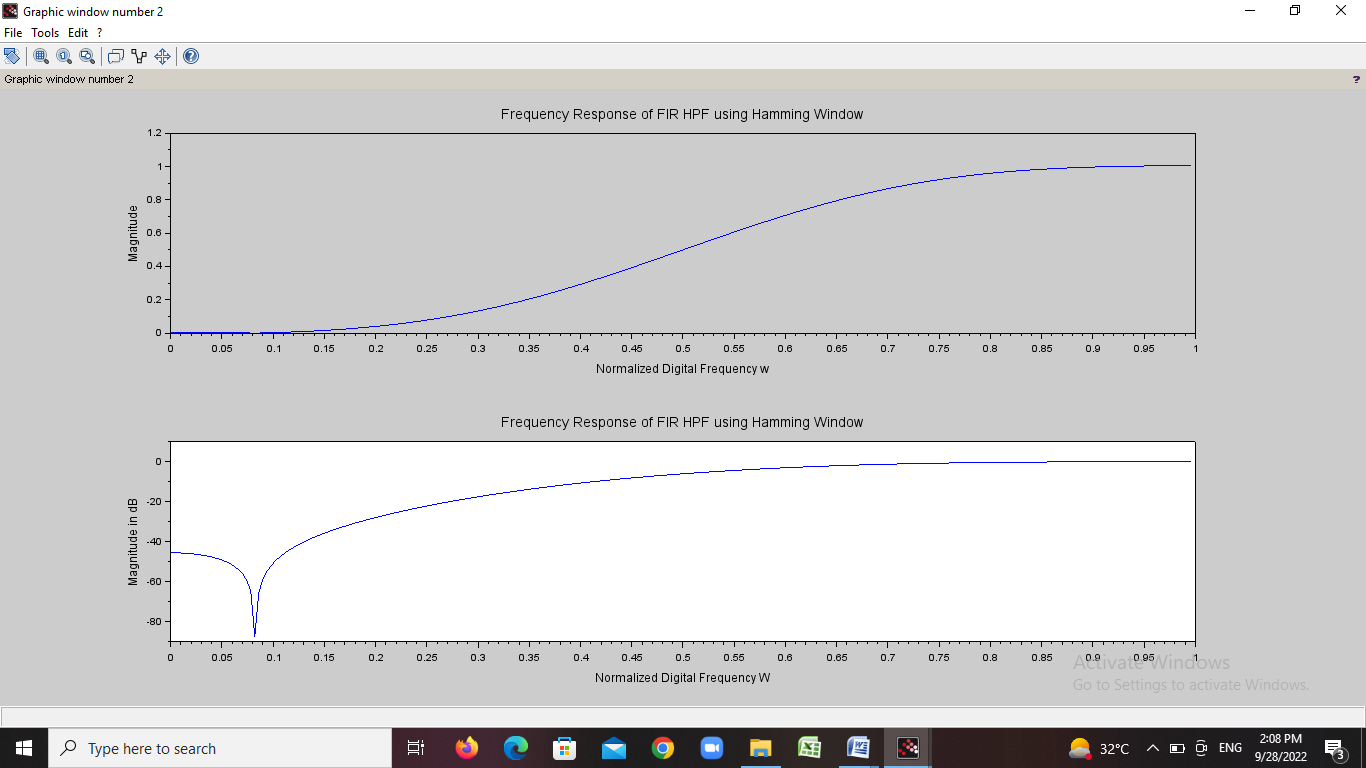 Graphic window number 2
File Tools Edit ?
Graphic window number 2 ?
Frequency Response of FIR HPF using Hamming Window
1.2
1
0.8
0.6
0.4
0.2
0
Magnitude
0 0.05 0.1 0.15 0.2 0.25 0.3 0.35 0.4 0.45 0.5 0.55 0.6 0.65 0.7 0.75 0.8 0.85 0.9 0.95 1
Normalized Digital Frequency w
Frequency Response of FIR HPF using Hamming Window
0
-20
-40
-60
-80
Magnitude in dB
0 0.05 0.1 0.15 0.2 0.25 0.3 0.35 0.4 0.45 0.5 0.55 0.6 0.65 0.7 0.75 0.8 0.85 0.9 0.95 1
Normalized Digital Frequency W
Activate Windows
Go to Settings to activate Windows.
Type here to search
32°C
ENG
2:08 PM
9/28/2022
3